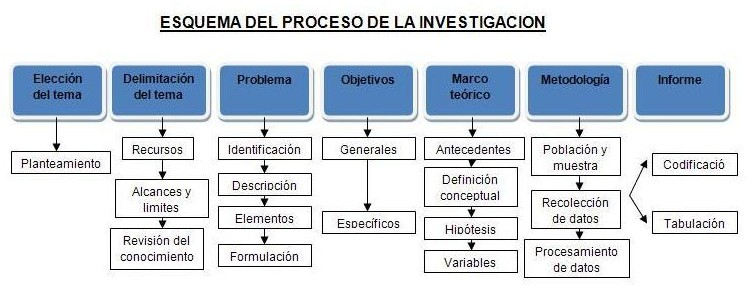 ESQUEMA DEL PROCESO DE LA INVESTIGACION
Elección
del tema
Delimitación
del tema
Problema
Objetivos
Marco
teórico
Metodología
Informe
Planteamiento
Recursos
Alcances y
limites
Revisión del
conocimiento
Identificación
Descripción
Elementos
Formulación
Generales
Específicos
Antecedentes
Definición
conceptual
Hipótesis
Variables
Población y
muestra
Recolección
de datos
Procesamiento
de datos
Codificació
Tabulación